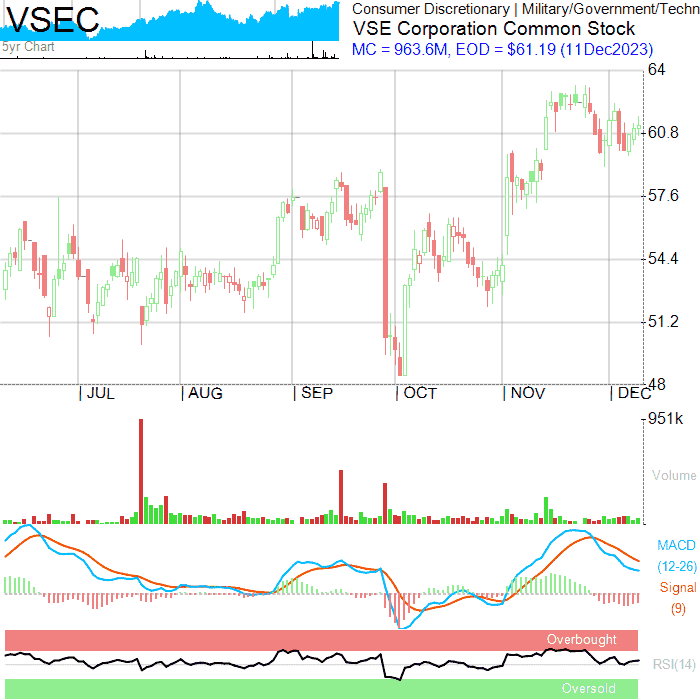 VSEC
5yr Chart
Consumer Discretionary | Military/Government/Techn
VSE Corporation Common Stock
MC = 963.6M, EOD = $61.19 (11Dec2023)
64
60.8
57.6
54.4
51.2
48
| JUL | AUG | SEP | OCT | NOV | DEC
951k
Volume
MACD
(12-26)
Signal
(9)
Overbought
RSI(14)
Oversold